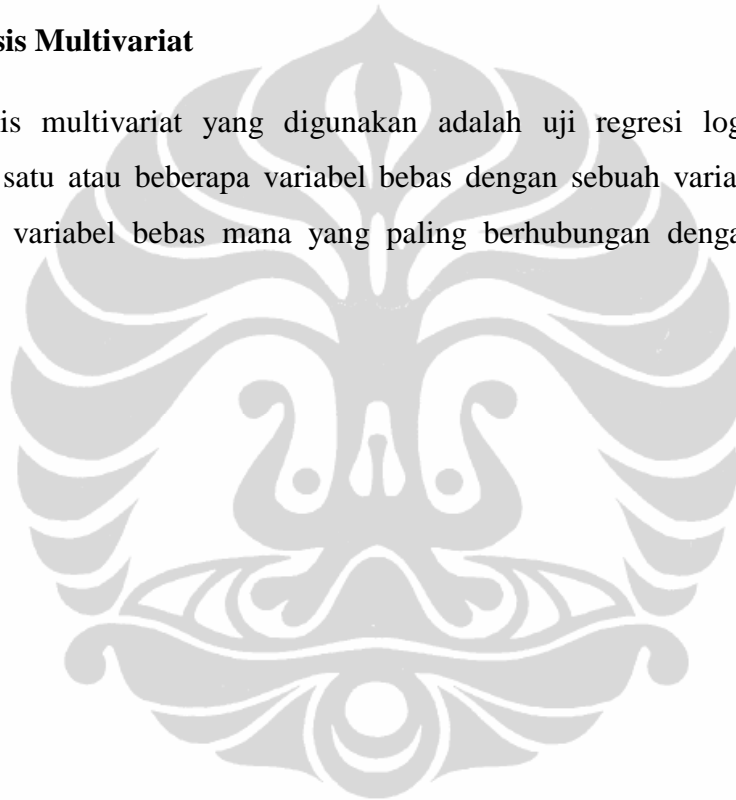 sis Multivariat
is multivariat yang digunakan adalah uji regresi log
satu atau beberapa variabel bebas dengan sebuah varia
variabel bebas mana yang paling berhubungan denga